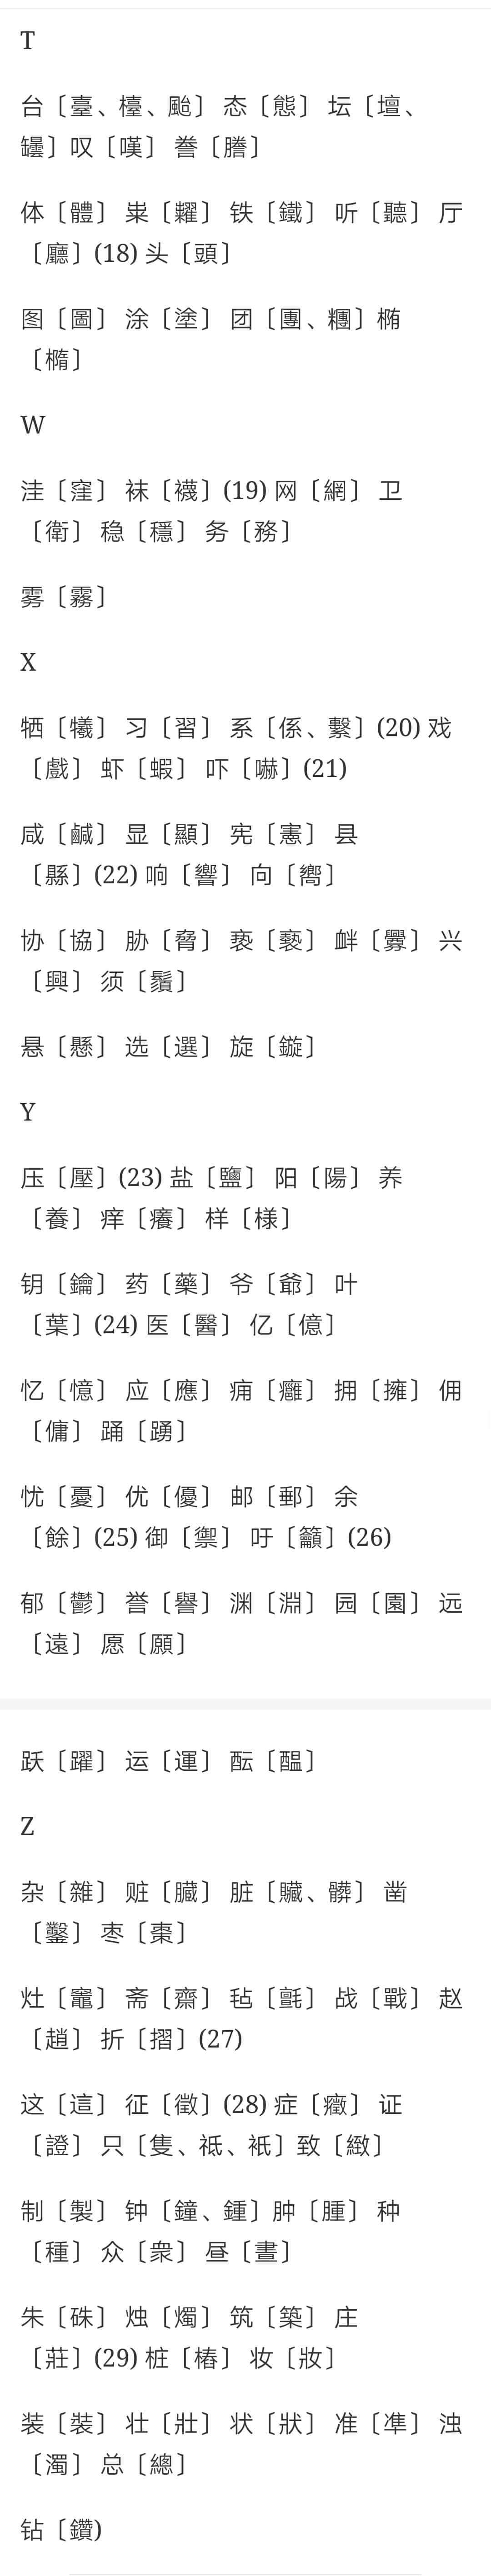 T
台〔臺、檯、颱〕 态〔態〕 坛〔壇、
罎〕叹〔嘆〕 誊〔謄〕
体〔體〕 粜〔糶〕 铁〔鐵〕 听〔聽〕 厅
〔廳〕(18) 头〔頭〕
图〔圖〕 涂〔塗〕 团〔團、糰〕椭
〔橢〕
W
洼〔窪〕 袜〔襪〕(19) 网〔網〕 卫
〔衛〕 稳〔穩〕 务〔務〕
雾〔霧〕
X
牺〔犧〕 习〔習〕 系〔係、繫〕(20) 戏
〔戲〕 虾〔蝦〕 吓〔嚇〕(21)
咸〔鹹〕 显〔顯〕 宪〔憲〕 县
〔縣〕(22) 响〔響〕 向〔嚮〕
协〔協〕 胁〔脅〕 亵〔褻〕 衅〔釁〕 兴
〔興〕 须〔鬚〕
悬〔懸〕 选〔選〕 旋〔鏇〕
Y
压〔壓〕(23) 盐〔鹽〕 阳〔陽〕 养
〔養〕 痒〔癢〕 样〔樣〕
钥〔鑰〕 药〔藥〕 爷〔爺〕 叶
〔葉〕(24) 医〔醫〕 亿〔億〕
忆〔憶〕 应〔應〕 痈〔癰〕 拥〔擁〕 佣
〔傭〕 踊〔踴〕
忧〔憂〕 优〔優〕 邮〔郵〕 余
〔餘〕(25) 御〔禦〕 吁〔籲〕(26)
郁〔鬱〕 誉〔譽〕 渊〔淵〕 园〔園〕 远
〔遠〕 愿〔願〕
跃〔躍〕 运〔運〕 酝〔醞〕
Z
杂〔雜〕 赃〔臟〕 脏〔贜、髒〕 凿
〔鑿〕 枣〔棗〕
灶〔竈〕 斋〔齋〕 毡〔氈〕 战〔戰〕 赵
〔趙〕 折〔摺〕(27)
这〔這〕 征〔徵〕(28) 症〔癥〕 证
〔證〕 只〔隻、祗、衹〕致〔緻〕
制〔製〕 钟〔鐘、鍾〕肿〔腫〕 种
〔種〕 众〔衆〕 昼〔晝〕
朱〔硃〕 烛〔燭〕 筑〔築〕 庄
〔莊〕(29) 桩〔樁〕 妆〔妝〕
装〔裝〕 壮〔壯〕 状〔狀〕 准〔準〕 浊
〔濁〕 总〔總〕
钻〔鑽)